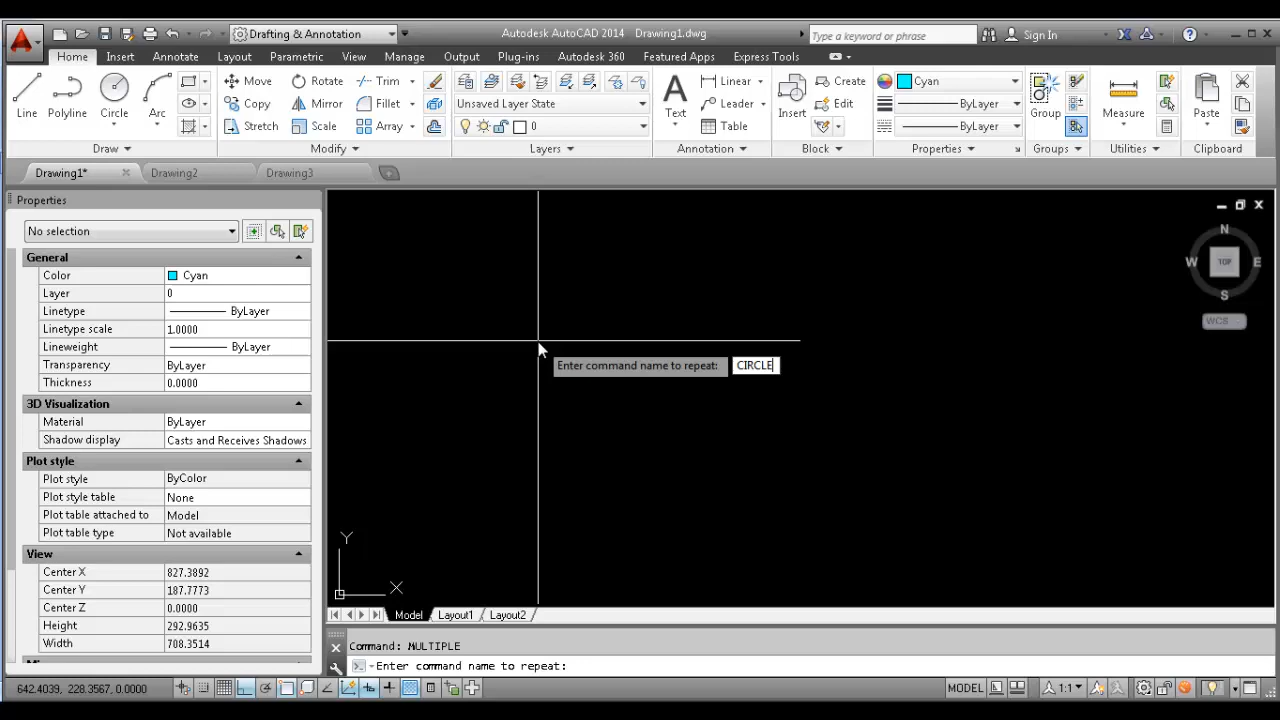 Drafting & Annotation
Autodesk AutoCAD 2014 Drawing1.dwg
Type a keyword or phrase
Sign In
Home Insert Annotate Layout Parametric View Manage Output Plug-ins Autodesk 360 Featured Apps Express Tools
Line Polyline Circle Arc
Move Rotate Trim
Copy Mirror Fillet
Stretch Scale Array
Unsaved Layer State
0
Text
Linear
Leader
Table
Insert
Create
Edit
Cyan
ByLayer
ByLayer
Group
Measure
Paste
Draw Modify Layers Annotation Block Properties Groups Utilities Clipboard
Drawing1* Drawing2 Drawing3
Properties
No selection
General
Color Cyan
Layer 0
Linetype ByLayer
Linetype scale 1.0000
Lineweight ByLayer
Transparency ByLayer
Thickness 0.0000
3D Visualization
Material ByLayer
Shadow display Casts and Receives Shadows
Plot style
Plot style ByColor
Plot style table None
Plot table attached to Model
Plot table type Not available
View
Center X 827.3892
Center Y 187.7773
Center Z 0.0000
Height 292.9635
Width 708.3514
N
W TOP E
S
WCS
Enter command name to repeat: CIRCLE
Y
X
Model Layout1 Layout2
Command: MULTIPLE
Enter command name to repeat:
642.4039, 228.3567, 0.0000
MODEL
1:1